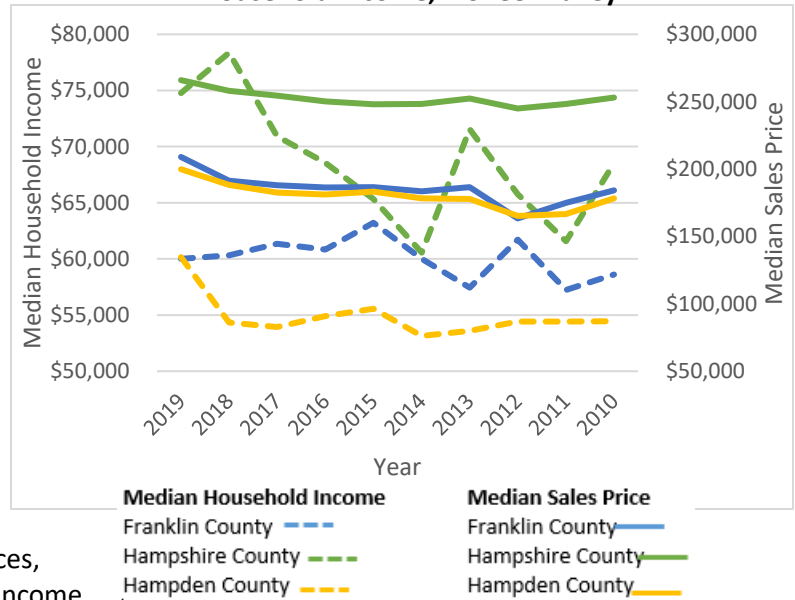 $80,000
$75,000
$70,000
$65,000
$60,000
$55,000
$50,000
Median Household Income
$300,000
$250,000
$200,000
$150,000
$100,000
$50,000
Median Sales Price
2019 2018 2017 2016 2015 2014 2013 2012 2011 2010
Year
Median Household Income
Franklin County
Hampshire County
Hampden County
Median Sales Price
Franklin County
Hampshire County
Hampden County